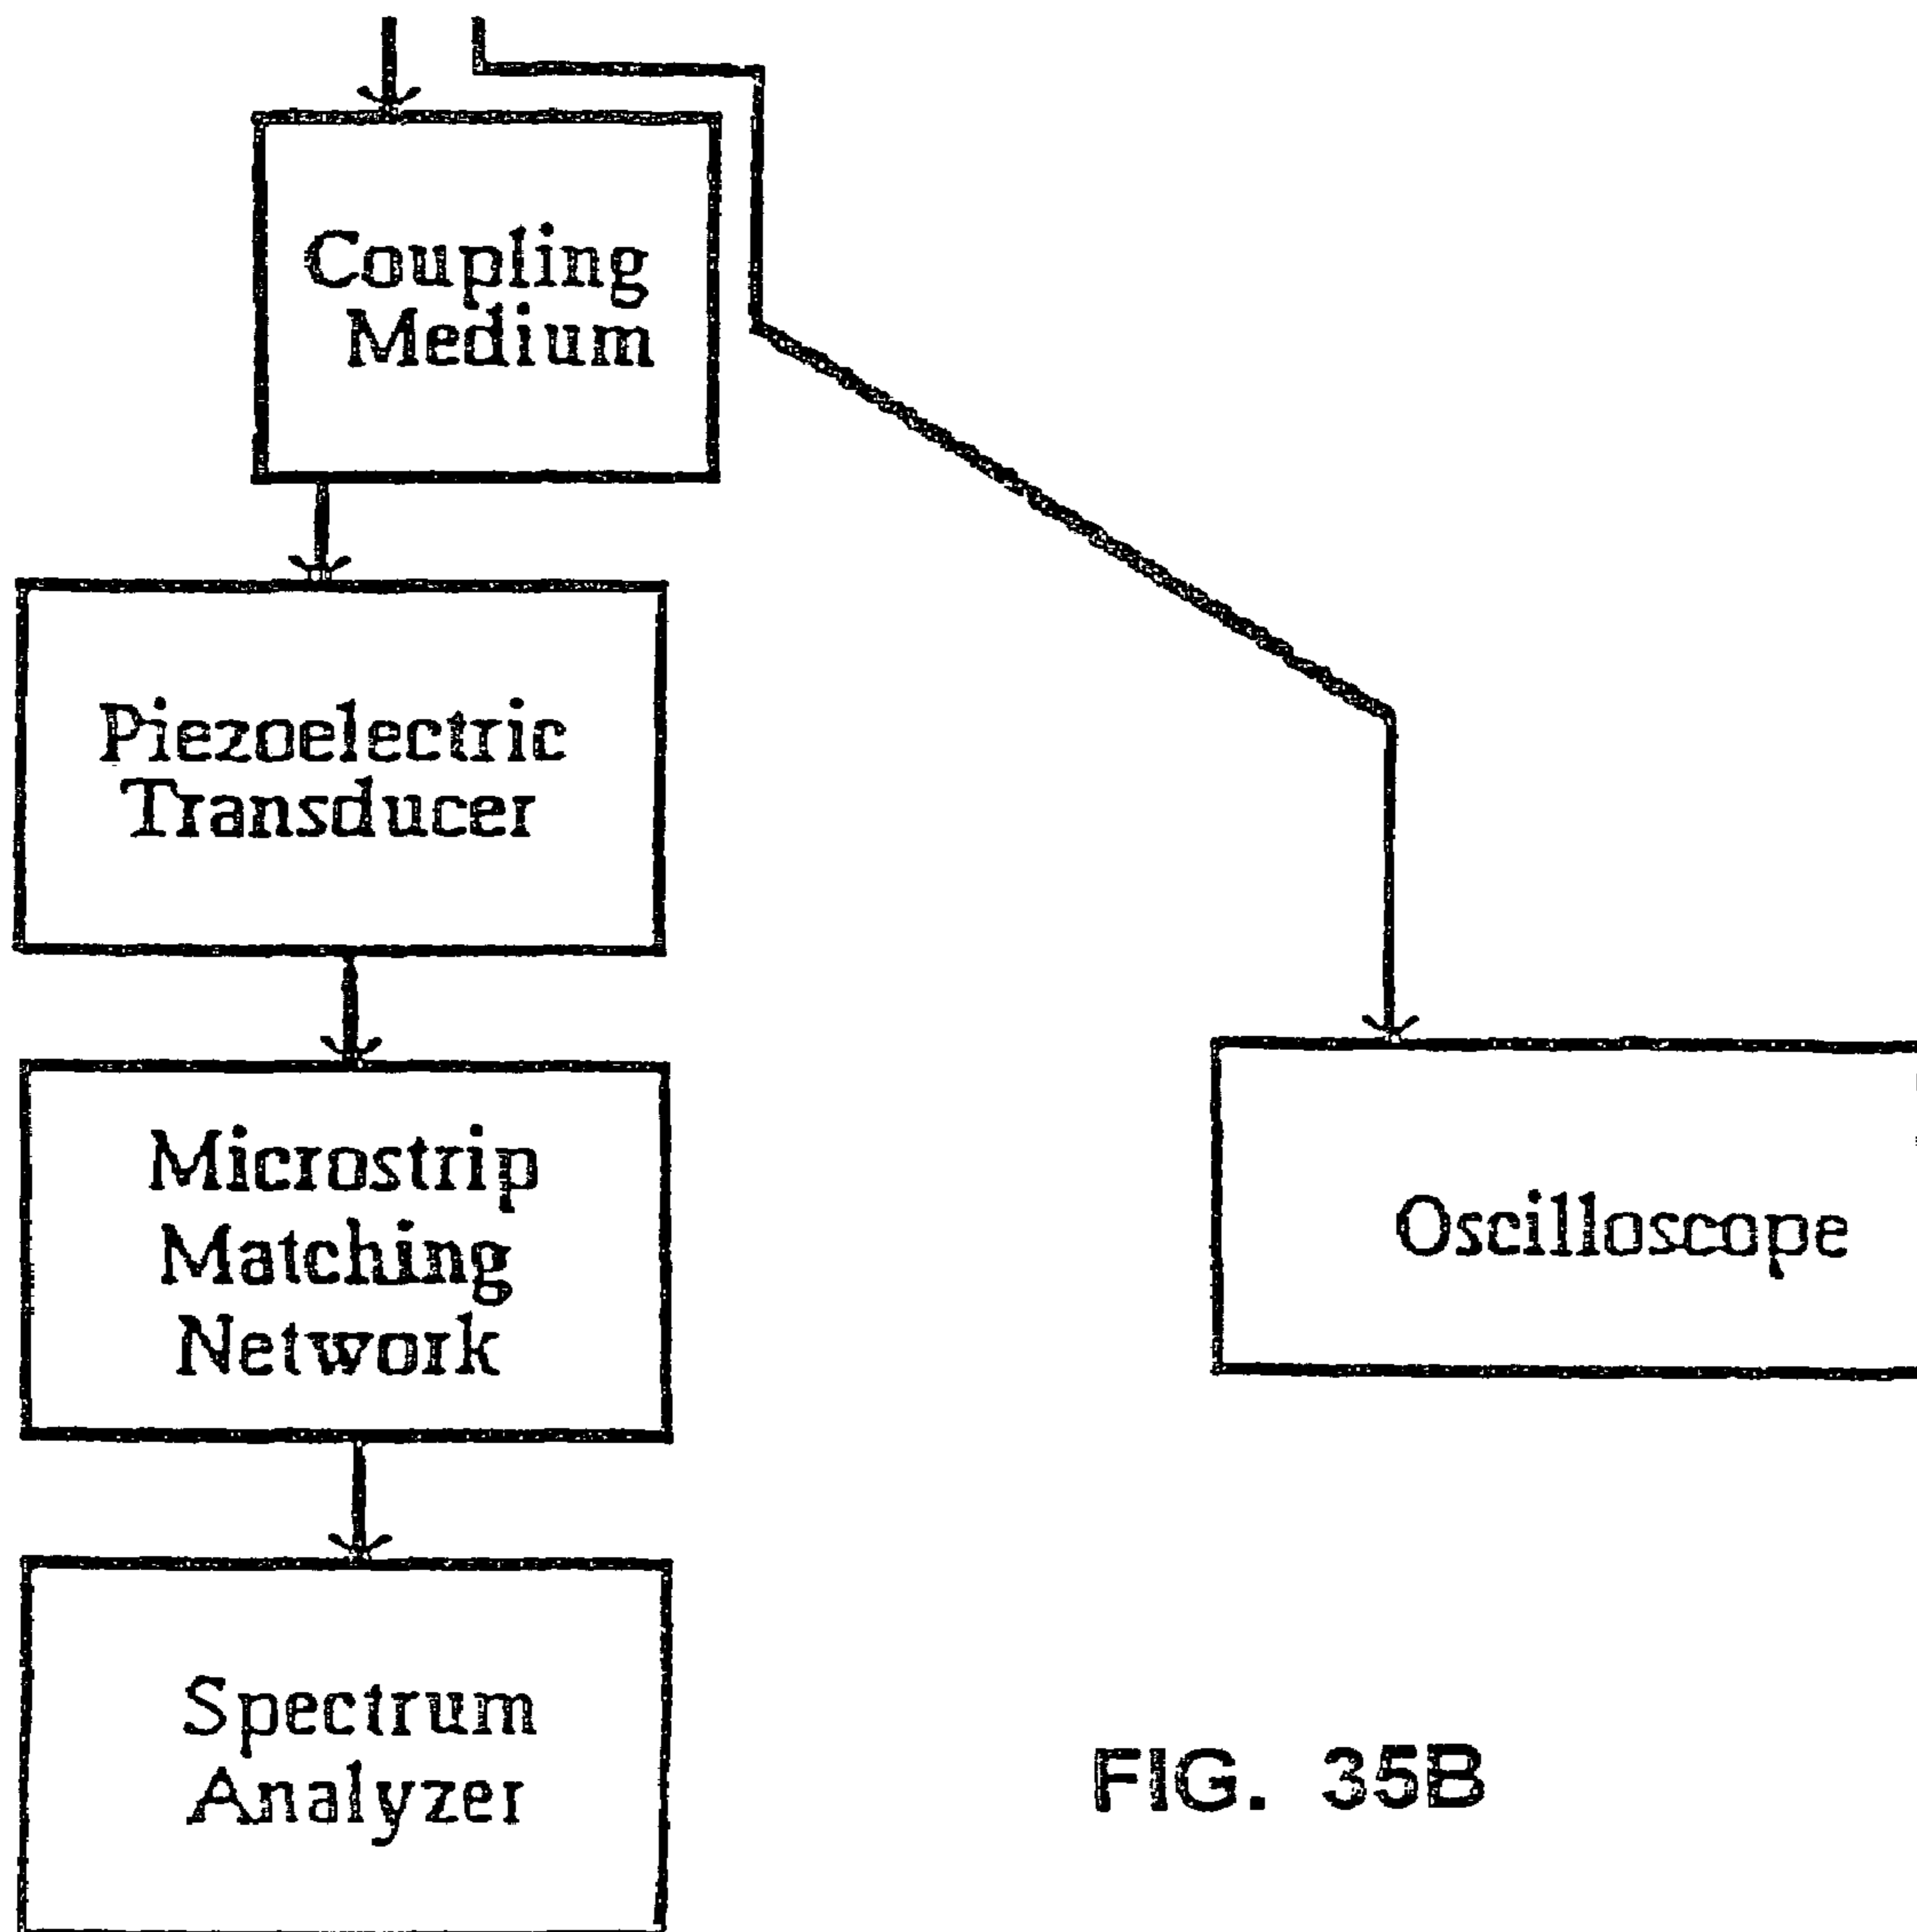 Coupling
Medium
Piezoelectric
Transducer
Microstrip
Matching
Network
Oscilloscope
Spectrum
Analyzer
FIG. 35B